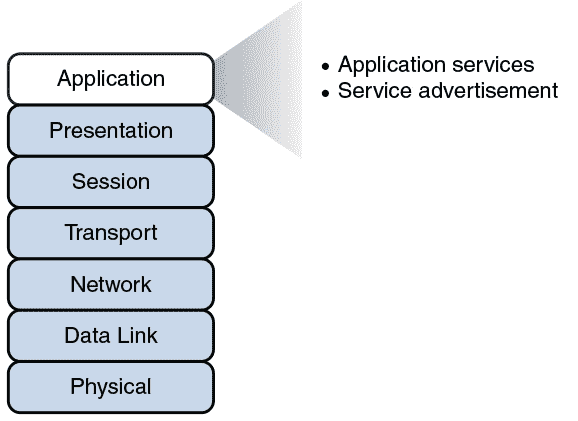 Application
• Application services
• Service advertisement
Presentation
Session
Transport
Network
Data Link
Physical